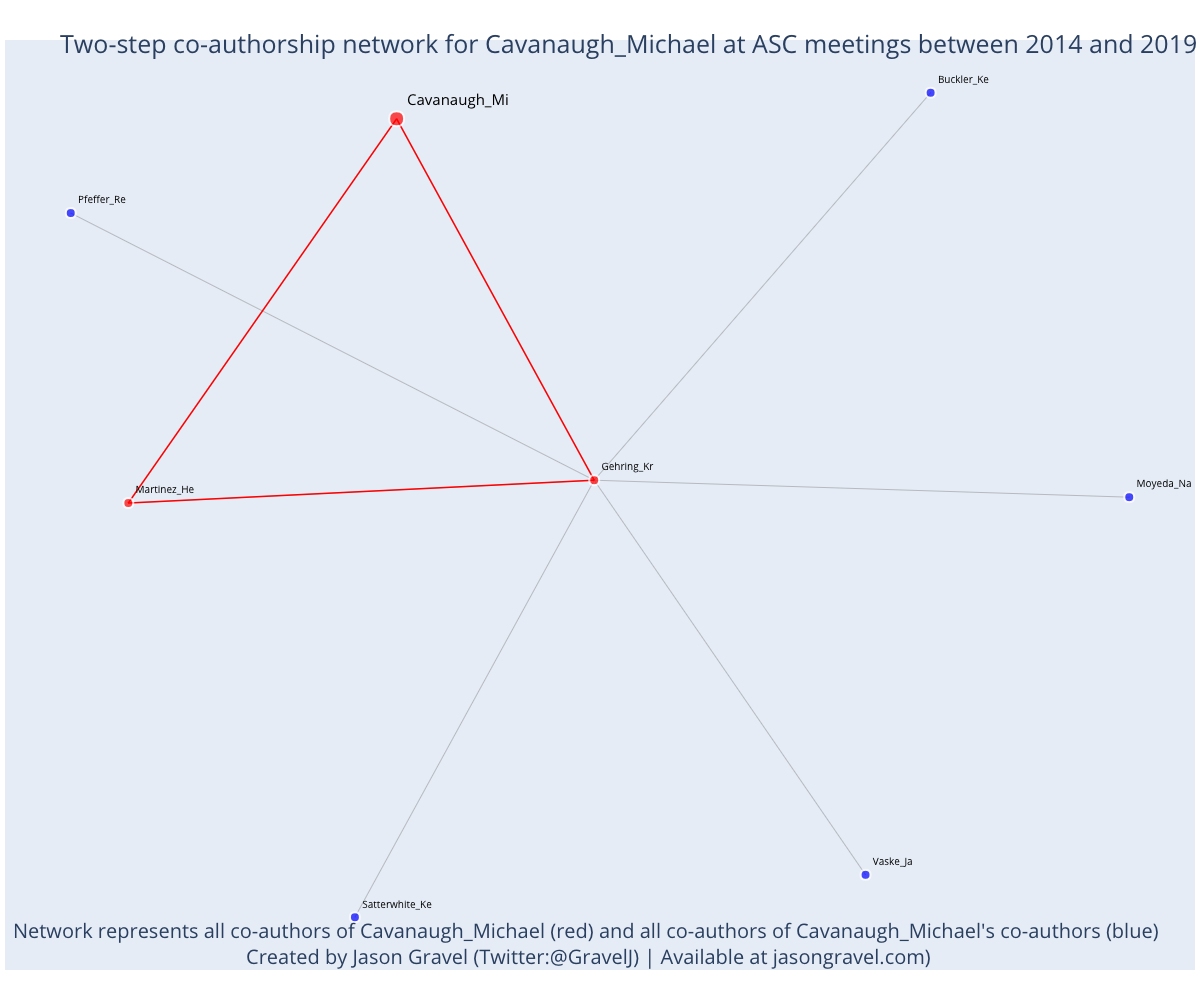 Two-step co-authorship network for Cavanaugh_Michael at ASC meetings between 2014 and 2019
Buckler_Ke
Cavanaugh_Mi
Pfeffer_Re
Gehring_Kr
Moyeda_Na
Martinez_He
Vaske_Ja
Satterwhite_Ke
Network represents all co-authors of Cavanaugh_Michael (red) and all co-authors of Cavanaugh_Michael's co-authors (blue)
Created by Jason Gravel (Twitter:@GravelJ) | Available at jasongravel.com)